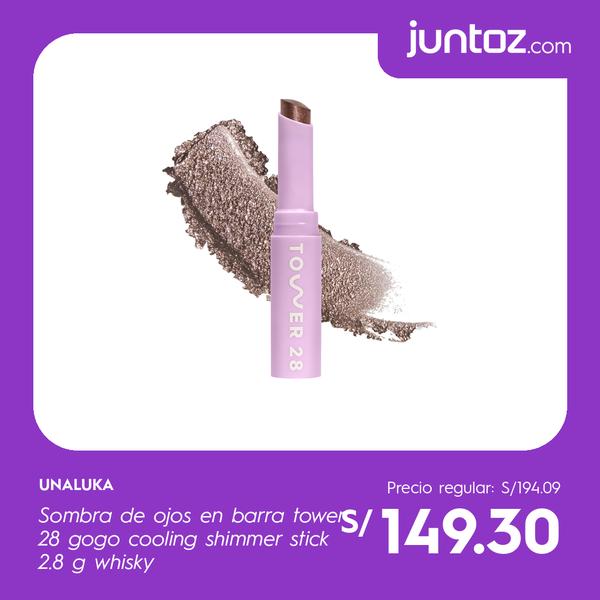 juntoz.com
TOWER 28
UNALUKA
Sombra de ojos en barra tower
28 gogo cooling shimmer stick
2.8 g whisky
Precio regular: S/194.09
S/149.30